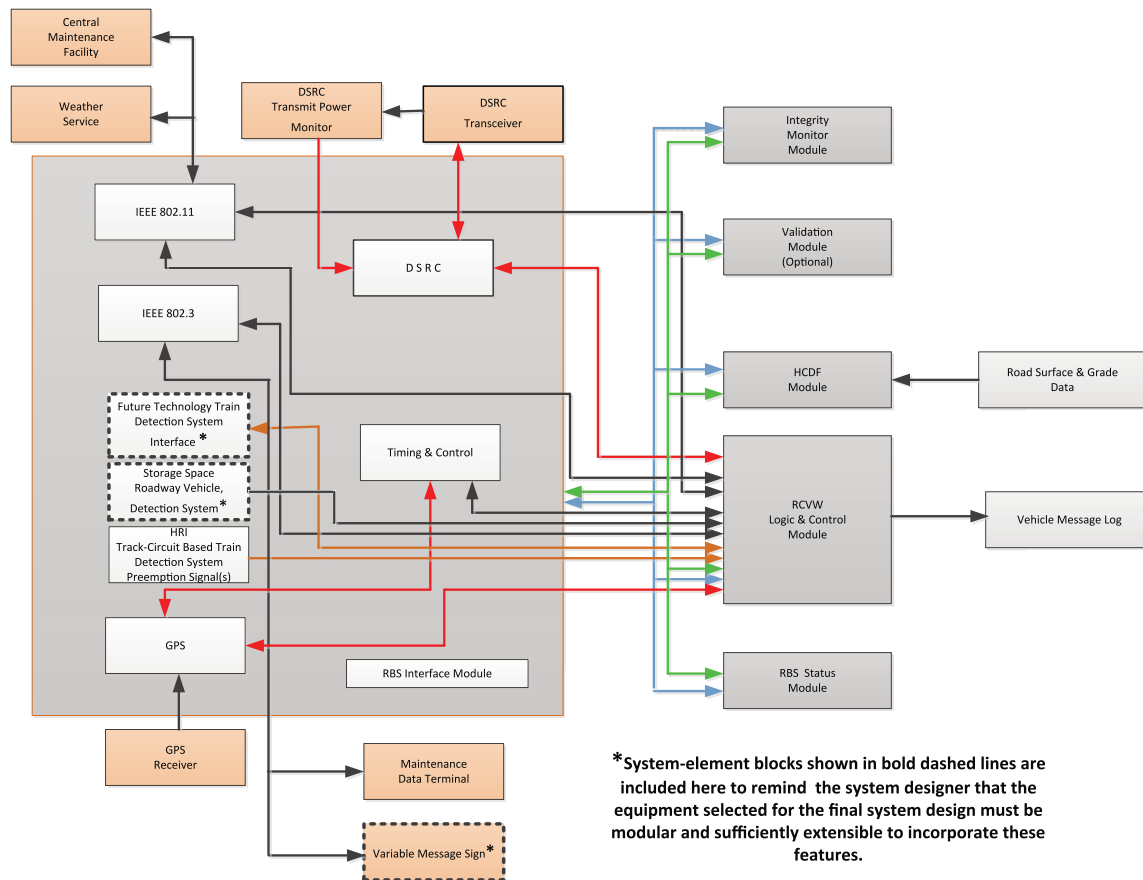 Central
Maintenance
Facility
Weather
Service
DSRC
Transmit Power
Monitor
DSRC
Transceiver
Integrity
Monitor
Module
IEEE 802.11
D S R C
Validation
Module
(Optional)
IEEE 802.3
HCDF
Module
Road Surface & Grade
Data
Future Technology Train
Detection System
Interface *
Timing & Control
Storage Space
Roadway Vehicle,
Detection System *
RCVW
Logic & Control
Module
Vehicle Message Log
HRI
Track-Circuit Based Train
Detection System
Preemption Signal(s)
GPS
RBS Interface Module
RBS Status
Module
GPS
Receiver
Maintenance
Data Terminal
Variable Message Sign *
*System-element blocks shown in bold dashed lines are
included here to remind the system designer that the
equipment selected for the final system design must be
modular and sufficiently extensible to incorporate these
features.